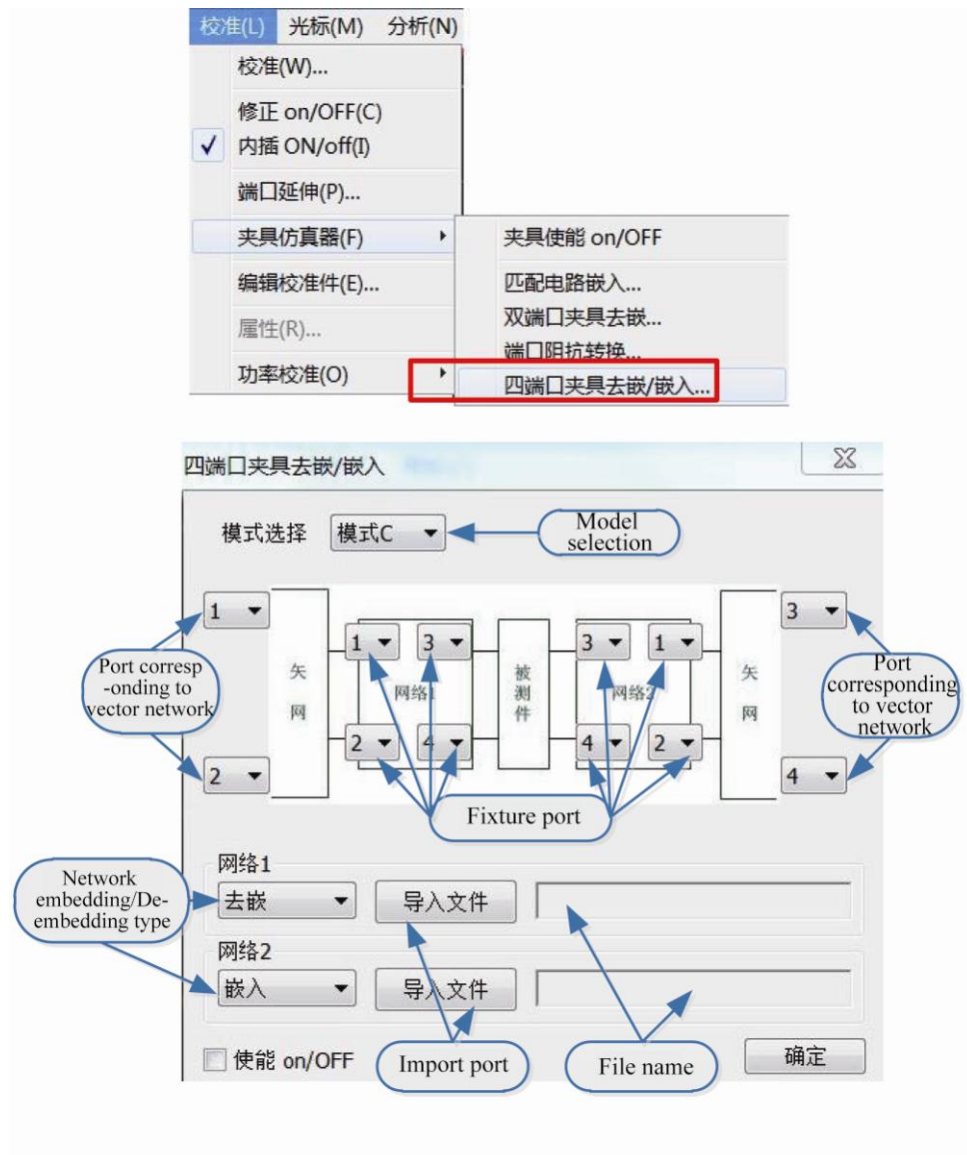 校准(L) 光标(M) 分析(N)
校准(W)...
修正 on/OFF(C)
内插 ON/off(I)
端口延伸(P)...
夹具仿真器(F)
编辑校准件(E)...
属性(R)...
功率校准(O)
夹具使能 on/OFF
匹配电路嵌入...
双端口夹具去嵌...
端口阻抗转换...
四端口夹具去嵌/嵌入...
四端口夹具去嵌/嵌入
模式选择 模式C
Model
selection
1
2
Port corresp
-onding to
vector network
矢
网
1 3
网络1
2 4
被
测
件
3 1
网络2
4 2
矢
网
3
4
Port
corresponding
to vector
network
Fixture port
Network
embedding/De-
embedding type
网络1
去嵌 导入文件
网络2
嵌入 导入文件
使能 on/OFF
Import port
File name
确定